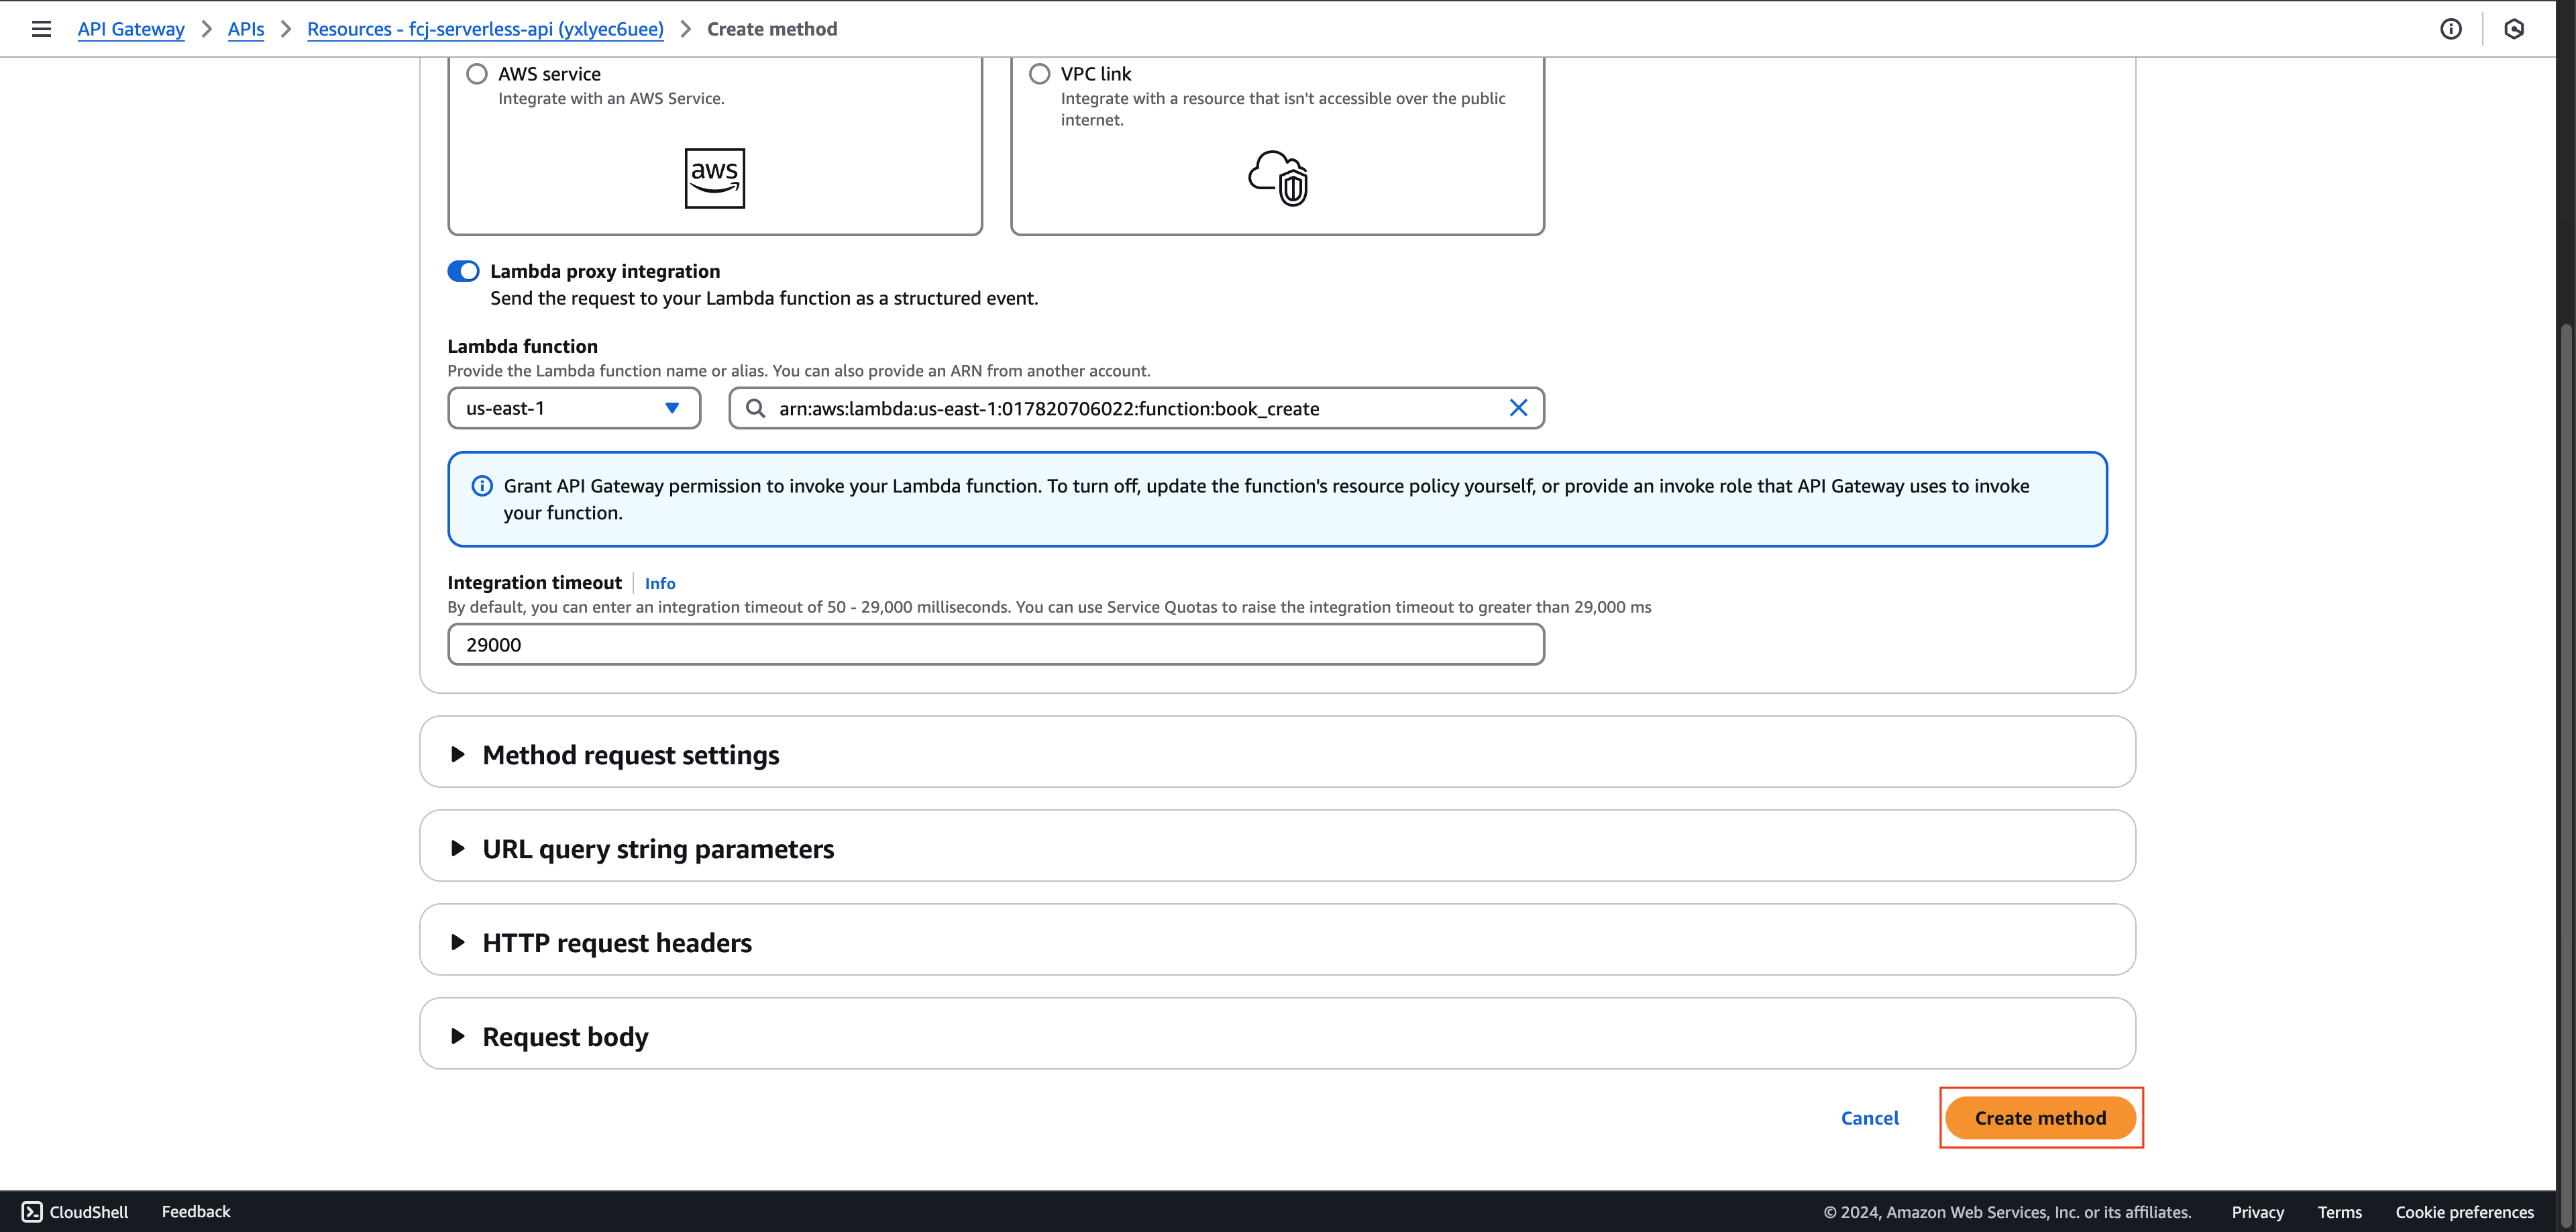 API Gateway > APIs > Resources - fcj-serverless-api (yxlyec6uee) > Create method
AWS service
Integrate with an AWS Service.
aws
VPC link
Integrate with a resource that isn't accessible over the public
internet.
Lambda proxy integration
Send the request to your Lambda function as a structured event.
Lambda function
Provide the Lambda function name or alias. You can also provide an ARN from another account.
us-east-1
arn:aws:lambda:us-east-1:017820706022:function:book_create
Grant API Gateway permission to invoke your Lambda function. To turn off, update the function's resource policy yourself, or provide an invoke role that API Gateway uses to invoke
your function.
Integration timeout Info
By default, you can enter an integration timeout of 50 - 29,000 milliseconds. You can use Service Quotas to raise the integration timeout to greater than 29,000 ms
29000
Method request settings
URL query string parameters
HTTP request headers
Request body
Cancel Create method
CloudShell Feedback © 2024, Amazon Web Services, Inc. or its affiliates. Privacy Terms Cookie preferences